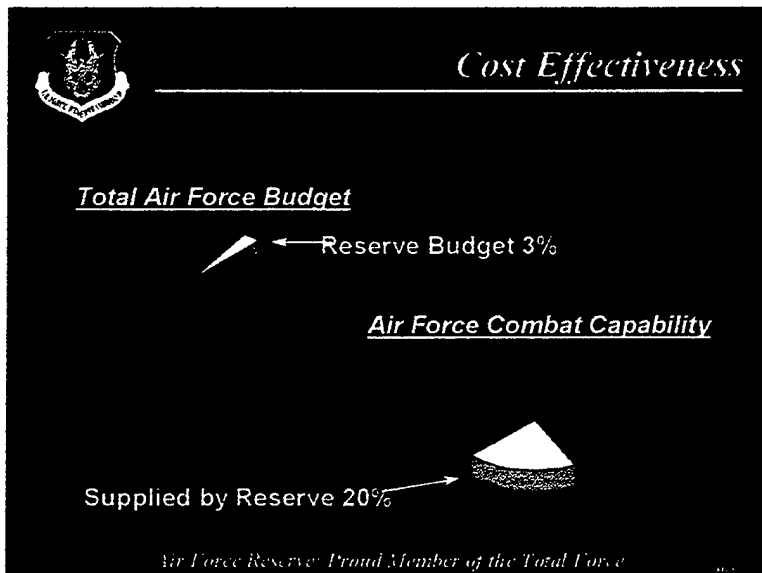 Cost Effectiveness
Total Air Force Budget
Reserve Budget 3%
Air Force Combat Capability
Supplied by Reserve 20%
Air Force Reserve: Proud Member of the Total Force